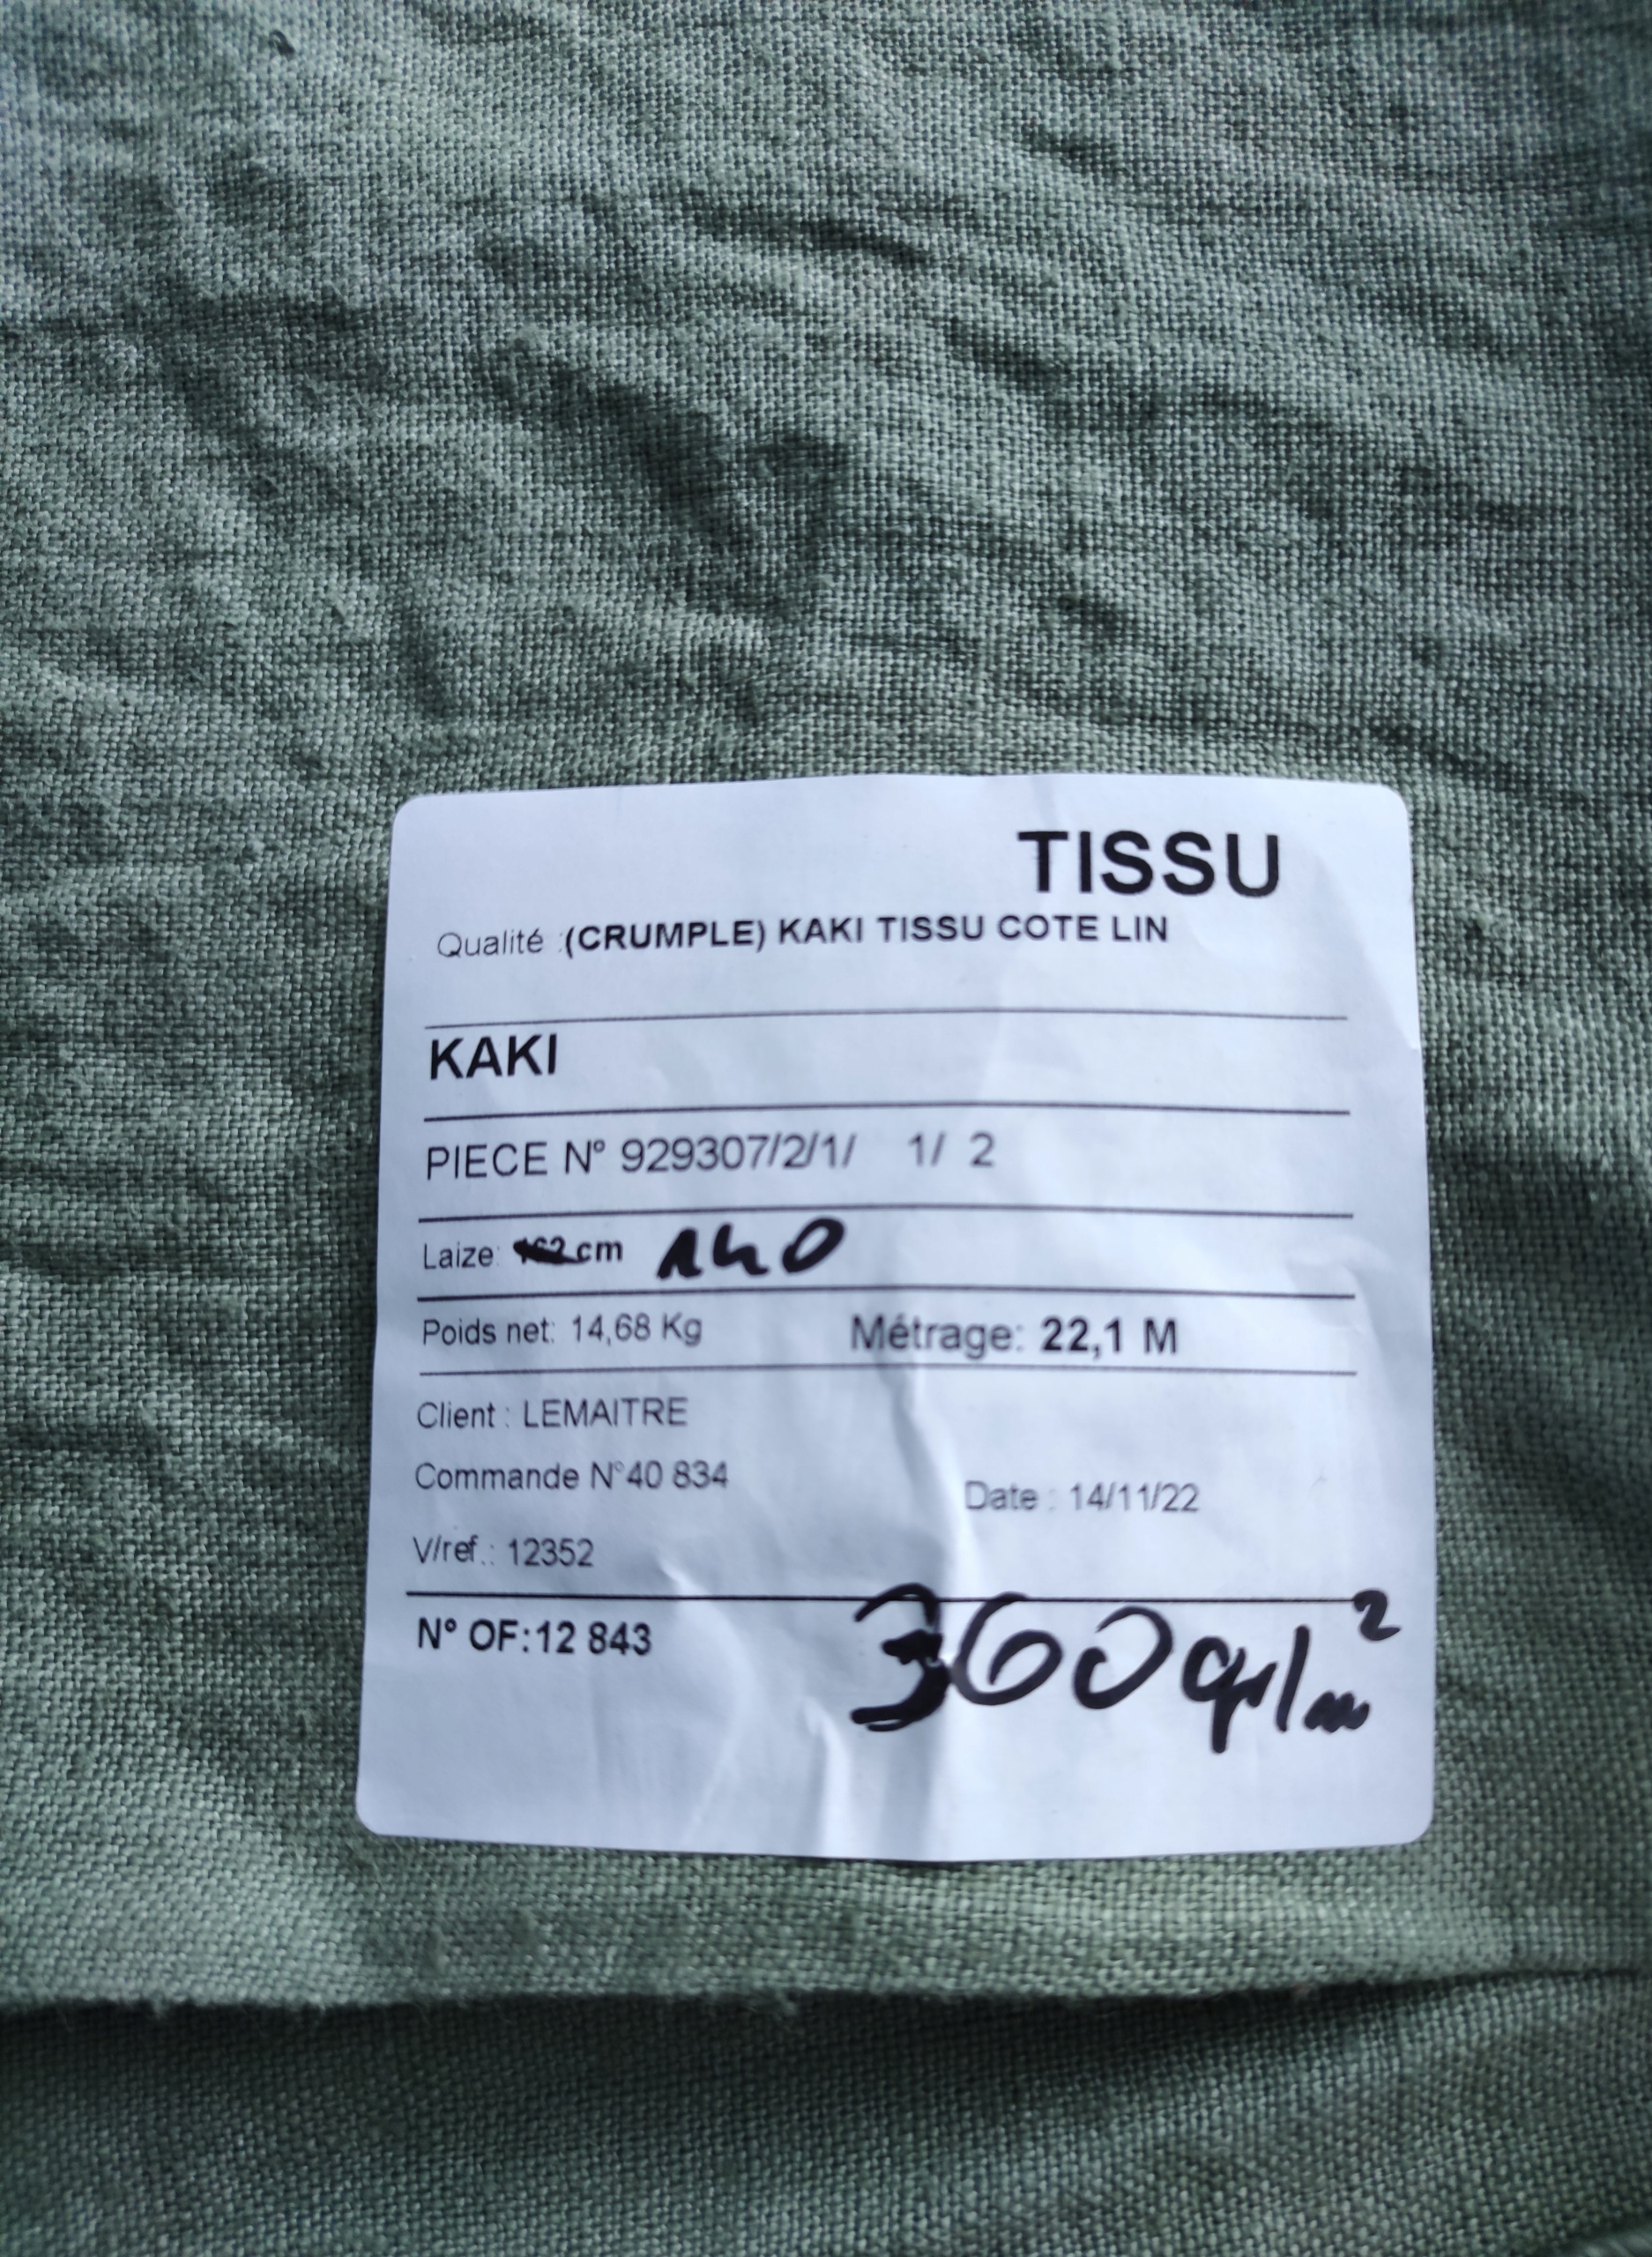 TISSU
Qualité :(CRUMPLE) KAKI TISSU COTE LIN
KAKI
PIECE N° 929307/2/1/ 1/ 2
Laize: cm 140
Poids net: 14,68 Kg Métrage: 22,1 M
Client : LEMAITRE
Commande N°40 834 Date : 14/11/22
V/ref.: 12352
N° OF:12 843
360 gr/m²